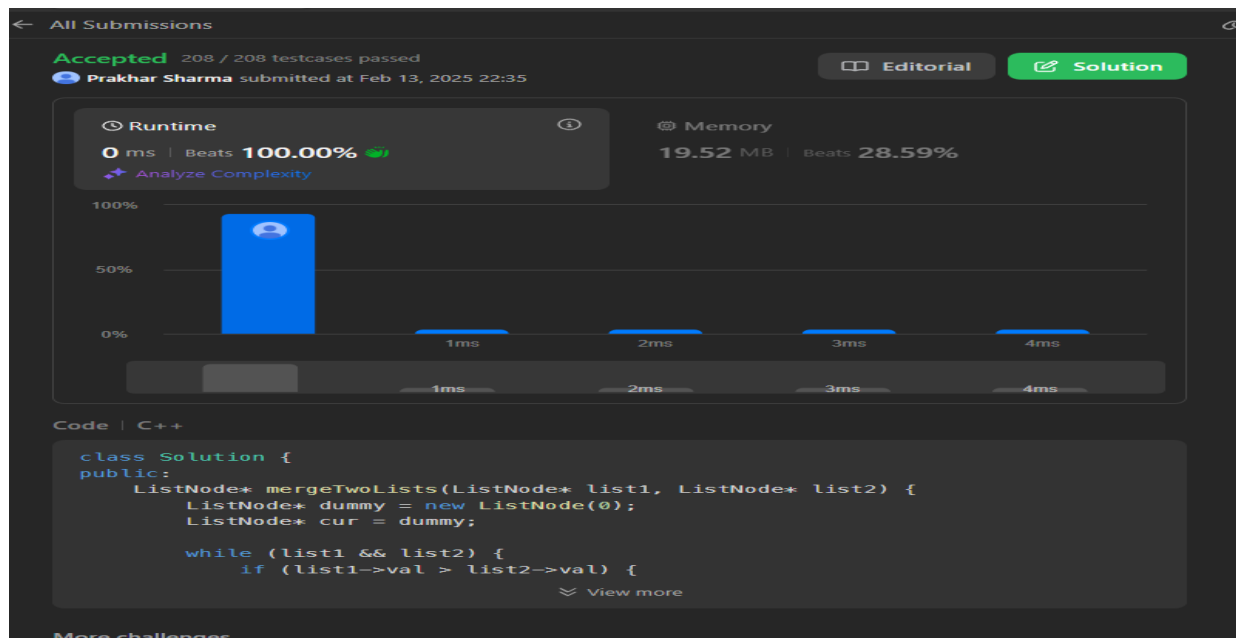 ← All Submissions
Accepted 208 / 208 testcases passed
Prakhar Sharma submitted at Feb 13, 2025 22:35
Editorial
Solution
Runtime
0 ms | Beats 100.00%
Analyze Complexity
Memory
19.52 MB | Beats 28.59%
100%
50%
0%
1ms 2ms 3ms 4ms
1ms 2ms 3ms 4ms
Code | C++
class Solution {
public:
    ListNode* mergeTwoLists(ListNode* list1, ListNode* list2) {
        ListNode* dummy = new ListNode(0);
        ListNode* cur = dummy;
        while (list1 && list2) {
            if (list1->val > list2->val) {
View more
More challenges